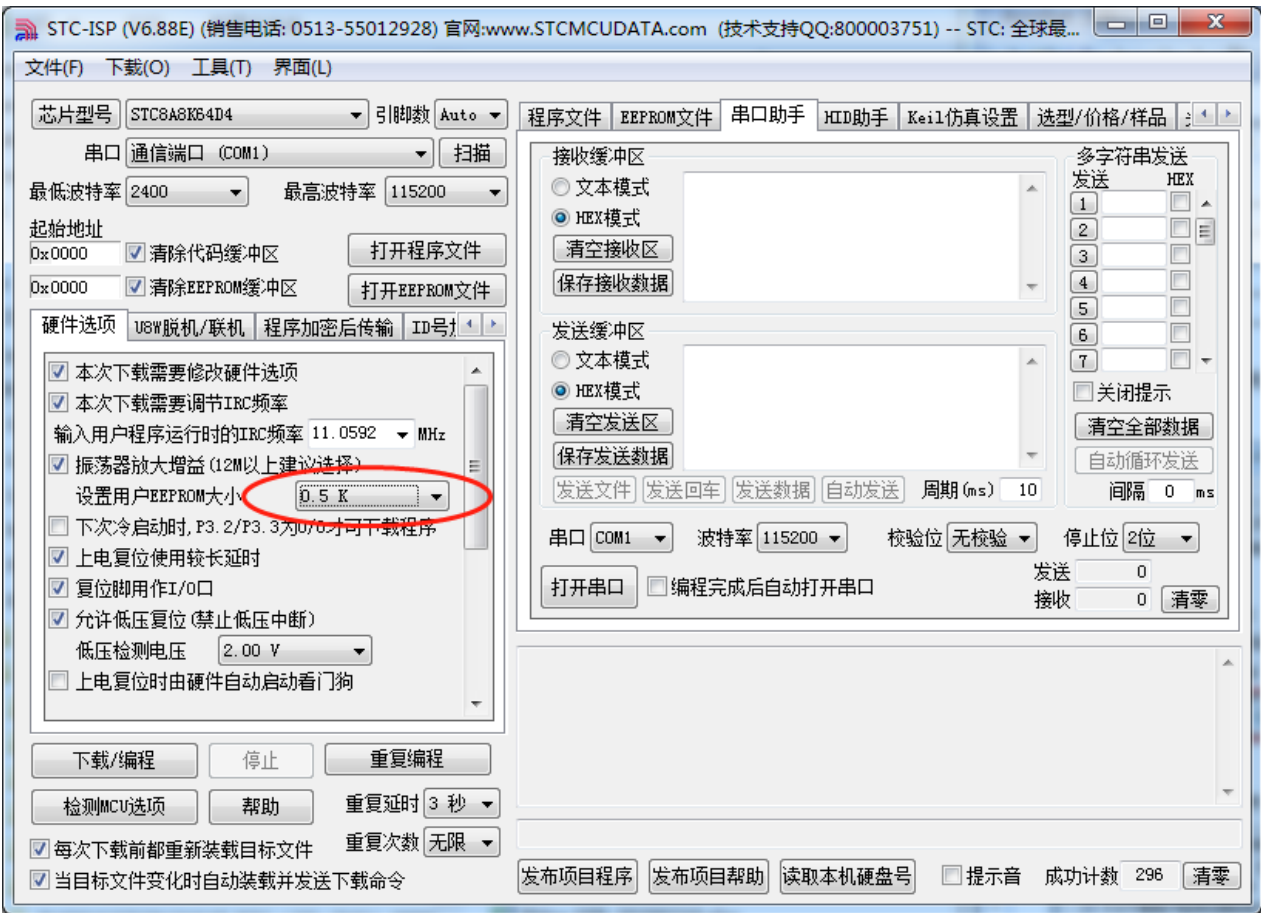 STC-ISP (V6.88E) (销售电话: 0513-55012928) 官网:www.STCMCUDATA.com (技术支持QQ:800003751) -- STC: 全球最...
文件(F) 下载(O) 工具(T) 界面(L)
芯片型号 STC8A8K64D4 引脚数 Auto
串口 通信端口 (COM1) 扫描
最低波特率 2400 最高波特率 115200
起始地址
0x0000 清除代码缓冲区 打开程序文件
0x0000 清除EEPROM缓冲区 打开EEPROM文件
硬件选项 U8W脱机/联机 程序加密后传输 ID号
本次下载需要修改硬件选项
本次下载需要调节IRC频率
输入用户程序运行时的IRC频率 11.0592 MHz
振荡器放大增益(12M以上建议选择)
设置用户EEPROM大小 0.5 K
下次冷启动时,P3.2/P3.3为0/0才可下载程序
上电复位使用较长延时
复位脚用作I/O口
允许低压复位(禁止低压中断)
低压检测电压 2.00 V
上电复位时由硬件自动启动看门狗
下载/编程 停止 重复编程
检测MCU选项 帮助 重复延时 3 秒
重复次数 无限
每次下载前都重新装载目标文件
当目标文件变化时自动装载并发送下载命令
程序文件 EEPROM文件 串口助手 HID助手 Keil仿真设置 选型/价格/样品
接收缓冲区
文本模式
HEX模式
清空接收区
保存接收数据
发送缓冲区
文本模式
HEX模式
清空发送区
保存发送数据
发送文件 发送回车 发送数据 自动发送 周期(ms) 10
多字符串发送
发送 HEX
1
2
3
4
5
6
7
关闭提示
清空全部数据
自动循环发送
间隔 0 ms
串口 COM1 波特率 115200 校验位 无校验 停止位 2位
打开串口 编程完成后自动打开串口
发送 0
接收 0 清零
发布项目程序 发布项目帮助 读取本机硬盘号 提示音 成功计数 296 清零